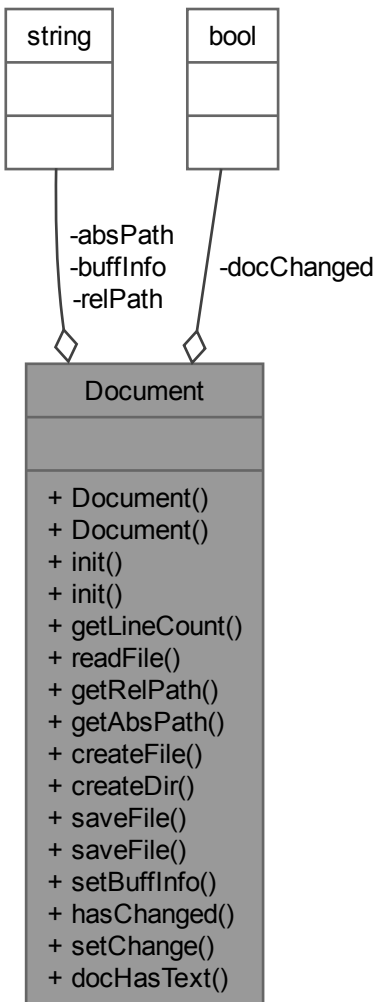 string
bool
-absPath
-buffInfo
-relPath
-docChanged
Document
+ Document()
+ Document()
+ init()
+ init()
+ getLineCount()
+ readFile()
+ getRelPath()
+ getAbsPath()
+ createFile()
+ createDir()
+ saveFile()
+ saveFile()
+ setBuffInfo()
+ hasChanged()
+ setChange()
+ docHasText()